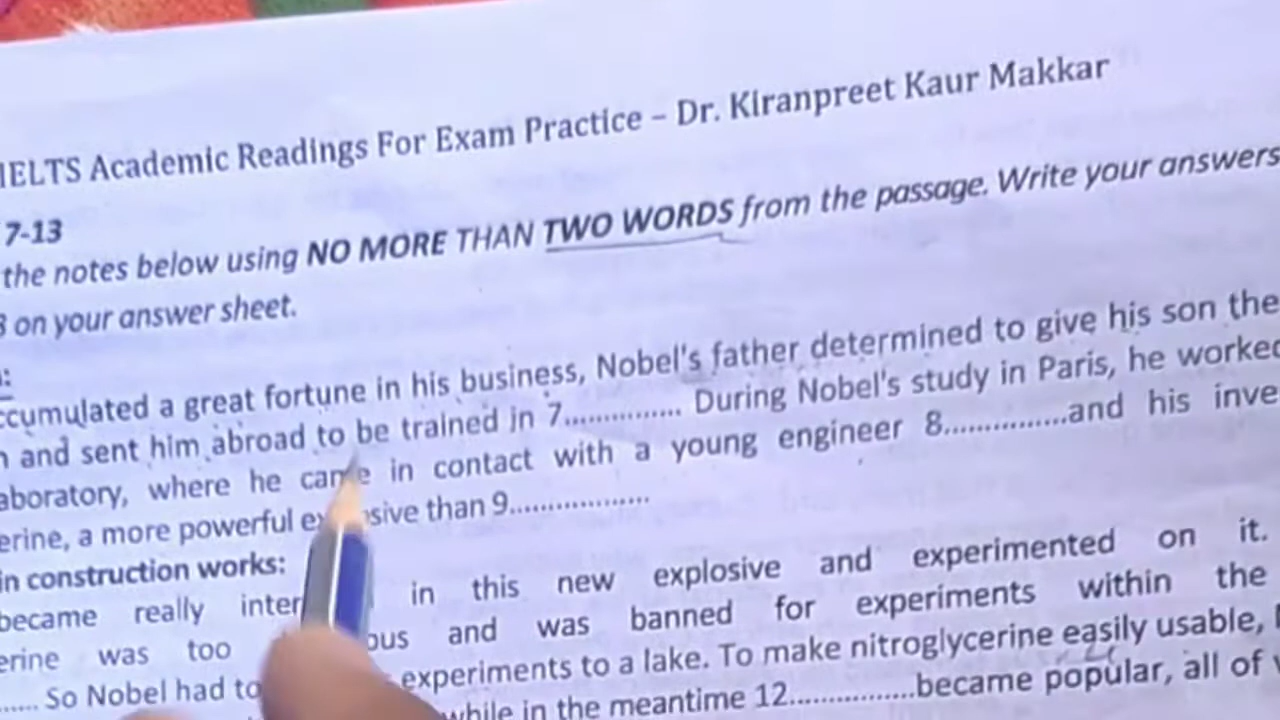 IELTS Academic Readings For Exam Practice – Dr. Kiranpreet Kaur Makkar
7-13
the notes below using NO MORE THAN TWO WORDS from the passage. Write your answers
on your answer sheet.
ccumulated a great fortune in his business, Nobel's father determined to give his son the
and sent him abroad to be trained in 7.............. During Nobel's study in Paris, he worked
aboratory, where he came in contact with a young engineer 8...............and his inve
erine, a more powerful explosive than 9.................
in construction works:
became really inter in this new explosive and experimented on it.
erine was too ous and was banned for experiments within the
...... So Nobel had to experiments to a lake. To make nitroglycerine easily usable,
while in the meantime 12...............became popular, all of